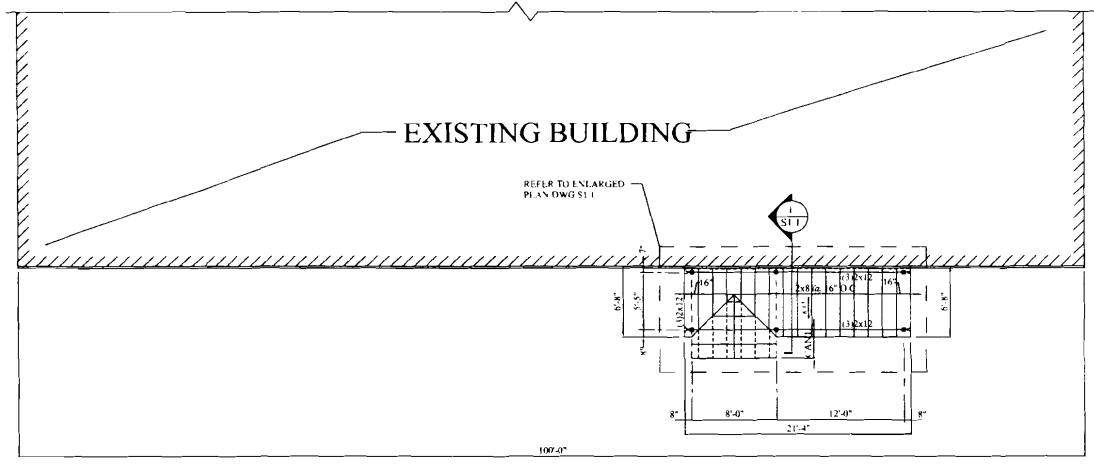 EXISTING BUILDING
REFER TO ENLARGED
PLAN DWG S1.1
1
S1.1
7"
(3)2x12
16"
2x8 @ 16" O.C
16"
6'-8"
5'-5"
(3)2x12
6'-8"
(3)2x12
8"
8"
8'-0"
12'-0"
8"
21'-4"
100'-0"